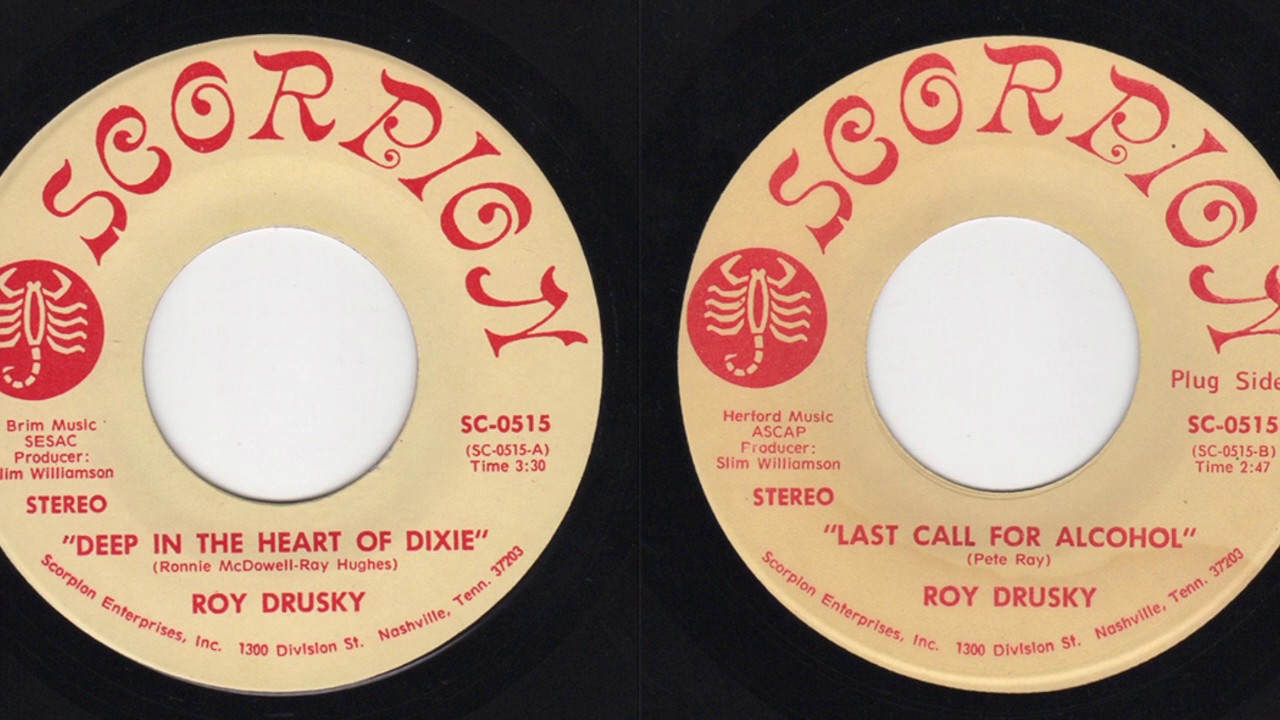 SCORPION
Brim Music
SESAC
Producer:
lim Williamson
STEREO
SC-0515
(SC-0515-A)
Time 3:30
"DEEP IN THE HEART OF DIXIE"
(Ronnie McDowell-Ray Hughes)
ROY DRUSKY
Scorpion Enterprises, Inc. 1300 Division St. Nashville, Tenn. 37203
SCORPION
Plug Side
Herford Music
ASCAP
Producer:
Slim Williamson
STEREO
SC-0515
(SC-0515-B)
Time 2:47
"LAST CALL FOR ALCOHOL"
(Pete Ray)
ROY DRUSKY
Scorpion Enterprises, Inc. 1300 Division St. Nashville, Tenn. 37203